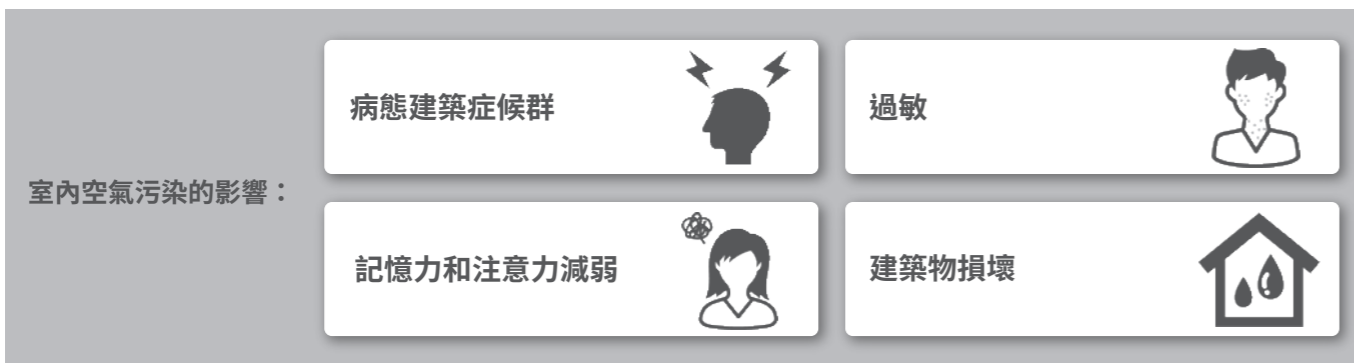 室內空氣污染的影響：
病態建築症候群
過敏
記憶力和注意力減弱
建築物損壞